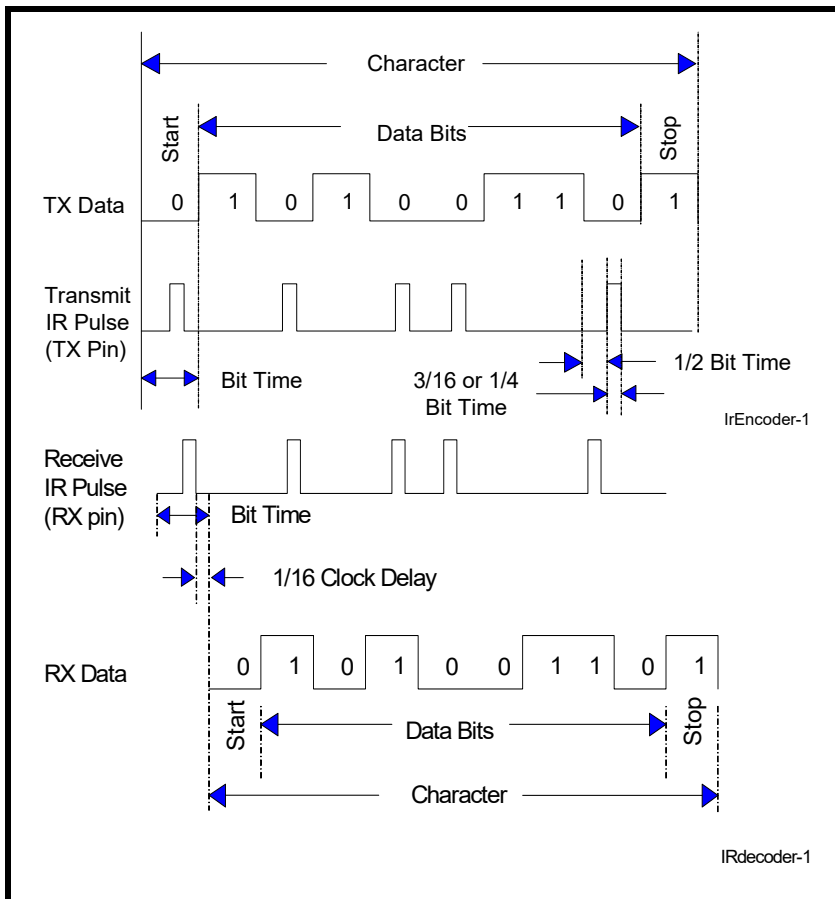 Character
Start
Data Bits
Stop
TX Data
0 1 0 1 0 0 1 1 0 1
Transmit
IR Pulse
(TX Pin)
Bit Time
3/16 or 1/4
Bit Time
1/2 Bit Time
IrEncoder-1
Receive
IR Pulse
(RX pin)
Bit Time
1/16 Clock Delay
RX Data
0 1 0 1 0 0 1 1 0 1
Start
Data Bits
Stop
Character
IRdecoder-1